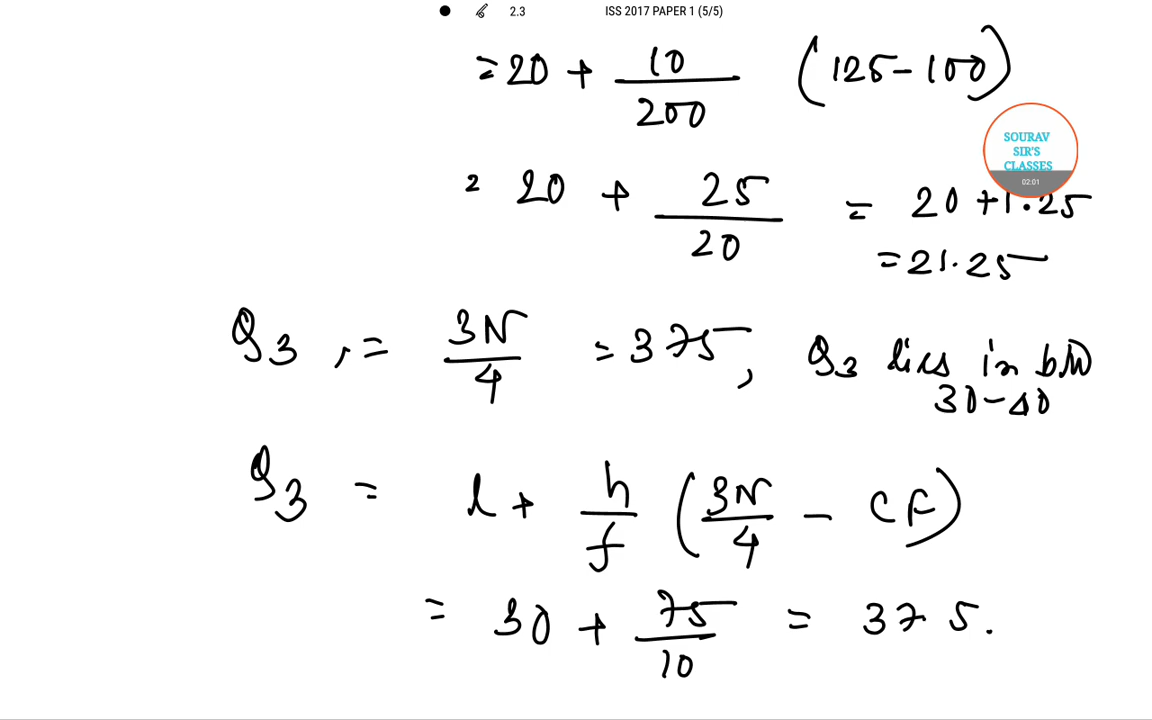 2.3 ISS 2017 PAPER 1 (5/5)
= 20 + 10/200 (125 - 100)
SOURAV
SIR'S
CLASSES
02:01
= 20 + 25/20 = 20 + 1.25
= 21.25
Q3, = 3N/4 = 375, Q3 lies in b/w
30-40
Q3 = l + h/f (3N/4 - CF)
= 30 + 75/10 = 37 5.